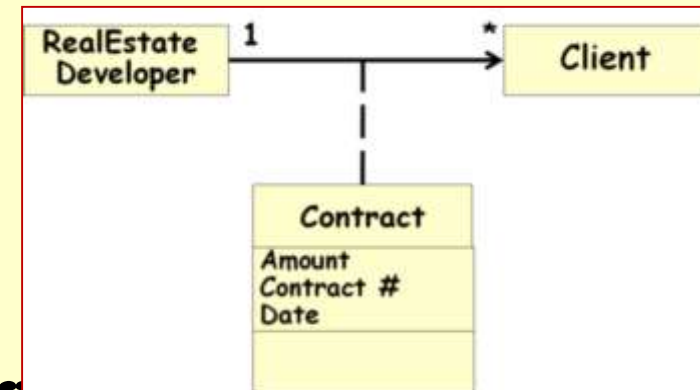 RealEstate
Developer
1
*
Client
Contract
Amount
Contract #
Date